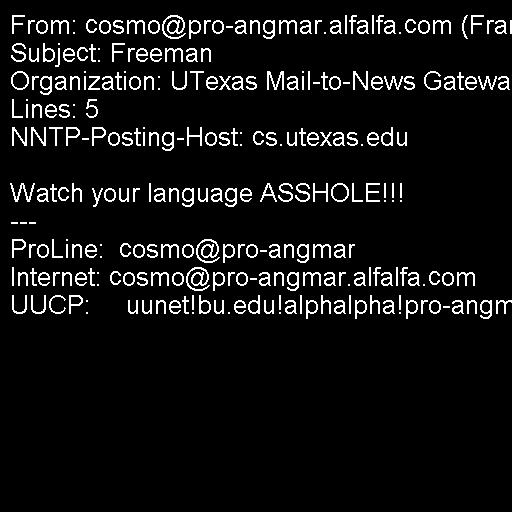 From: cosmo@pro-angmar.alfalfa.com (Fran
Subject: Freeman
Organization: UTexas Mail-to-News Gatewa
Lines: 5
NNTP-Posting-Host: cs.utexas.edu

Watch your language ASSHOLE!!!
---
ProLine:  cosmo@pro-angmar
Internet: cosmo@pro-angmar.alfalfa.com
UUCP:     uunet!bu.edu!alphalpha!pro-angm